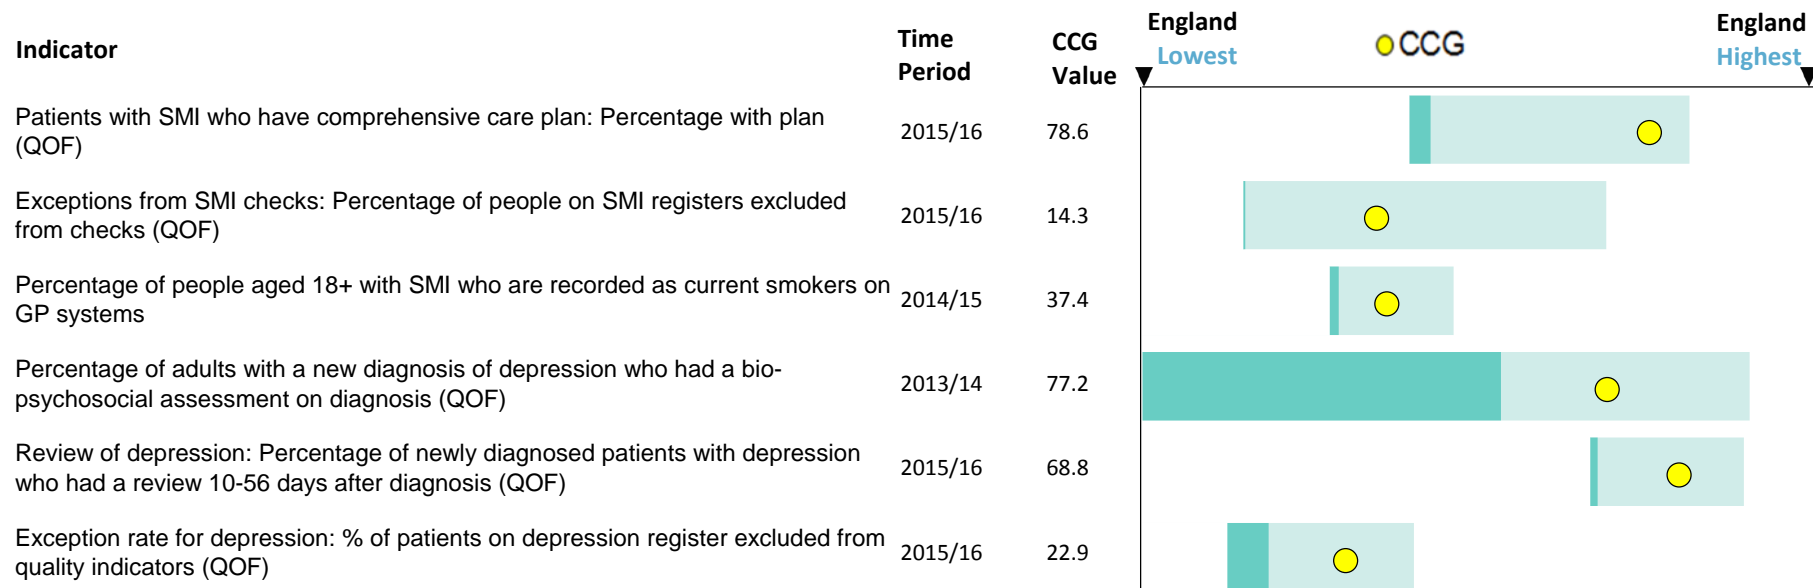 Indicator
Time Period
CCG Value
England Lowest
CCG
England Highest
Patients with SMI who have comprehensive care plan: Percentage with plan
(QOF)
2015/16
78.6
Exceptions from SMI checks: Percentage of people on SMI registers excluded
from checks (QOF)
2015/16
14.3
Percentage of people aged 18+ with SMI who are recorded as current smokers on
GP systems
2014/15
37.4
Percentage of adults with a new diagnosis of depression who had a bio-
psychosocial assessment on diagnosis (QOF)
2013/14
77.2
Review of depression: Percentage of newly diagnosed patients with depression
who had a review 10-56 days after diagnosis (QOF)
2015/16
68.8
Exception rate for depression: % of patients on depression register excluded from
quality indicators (QOF)
2015/16
22.9